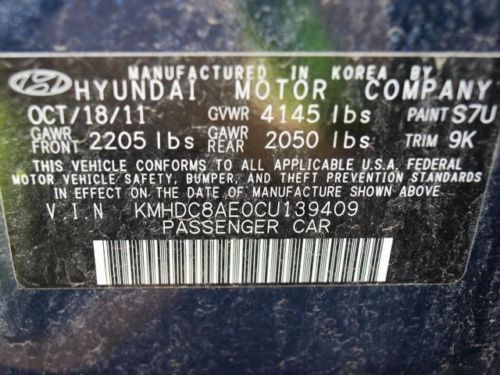 MANUFACTURED IN KOREA BY
HYUNDAI MOTOR COMPANY
OCT/18/11 GVWR 4145 lbs PAINT S7U
GAWR FRONT 2205 lbs GAWR REAR 2050 lbs TRIM 9K
THIS VEHICLE CONFORMS TO ALL APPLICABLE U.S.A. FEDERAL
MOTOR VEHICLE SAFETY, BUMPER, AND THEFT PREVENTION STANDARDS
IN EFFECT ON THE DATE OF MANUFACTURE SHOWN ABOVE.
V I N KMHDC8AE0CU139409
PASSENGER CAR